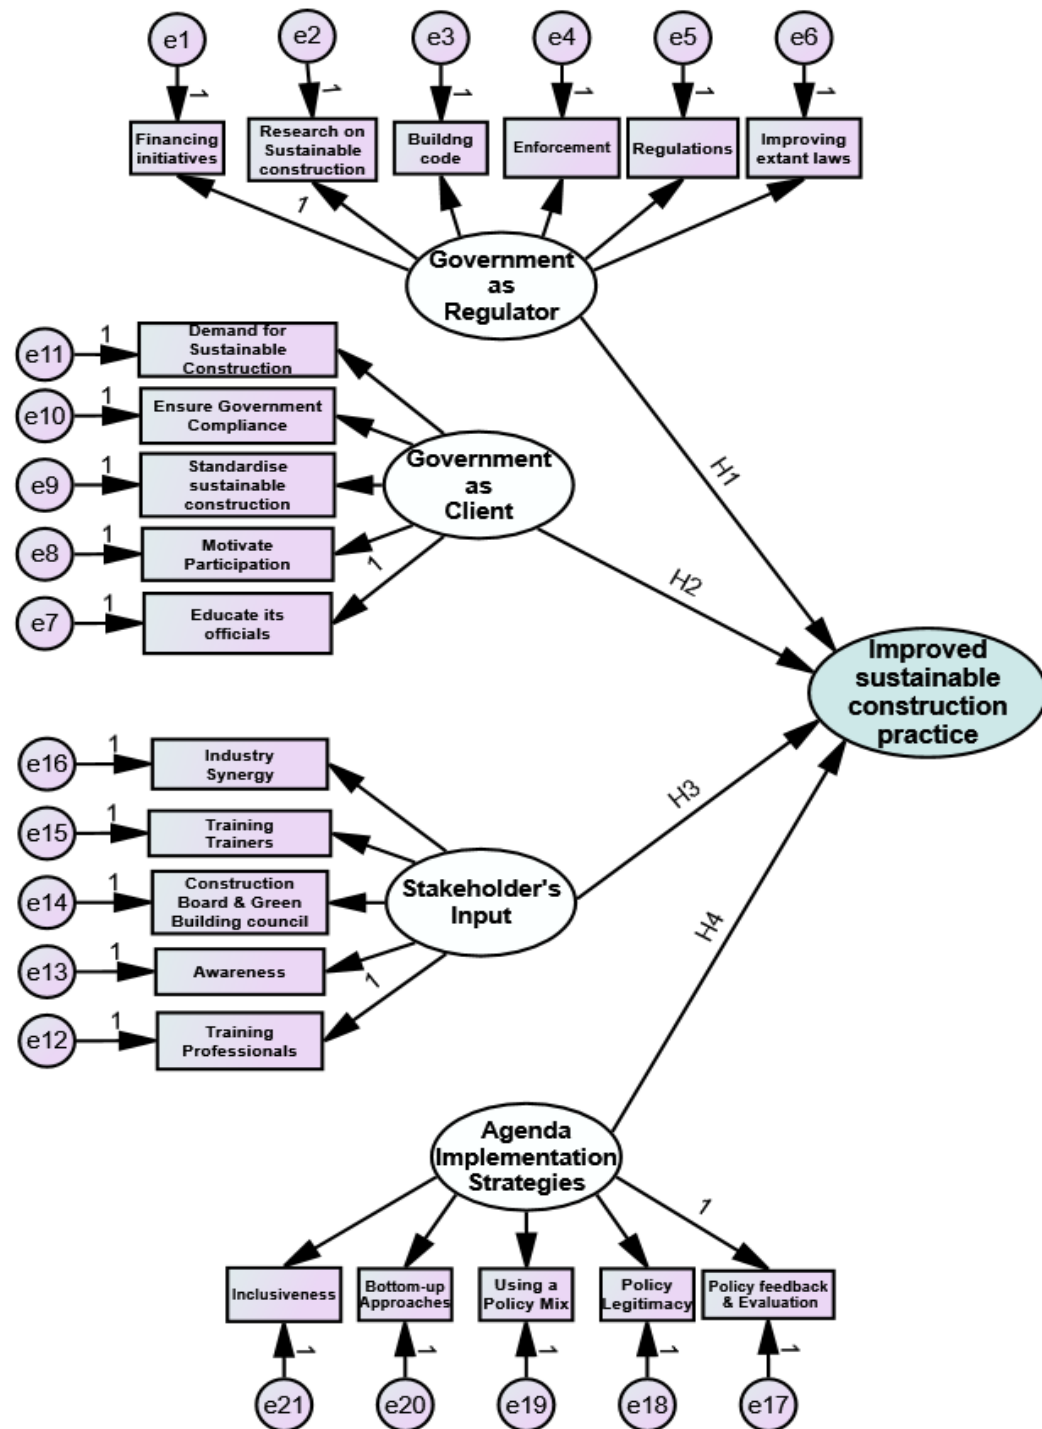 e1
e2
e3
e4
e5
e6
1
1
1
1
1
1
Financing
initiatives
Research on
Sustainable
construction
Buildng
code
Enforcement
Regulations
Improving
extant laws
1
Government
as
Regulator
H1
e11
1
Demand for
Sustainable
Construction
e10
1
Ensure Government
Compliance
e9
1
Standardise
sustainable
construction
e8
1
Motivate
Participation
e7
1
Educate its
officials
1
Government
as
Client
H2
Improved
sustainable
construction
practice
e16
1
Industry
Synergy
e15
1
Training
Trainers
e14
1
Construction
Board & Green
Building council
e13
1
Awareness
e12
1
Training
Professionals
1
Stakeholder's
Input
H3
H4
Agenda
Implementation
Strategies
1
Inclusiveness
Bottom-up
Approaches
Using a
Policy Mix
Policy
Legitimacy
Policy feedback
& Evaluation
1
1
1
1
1
e21
e20
e19
e18
e17